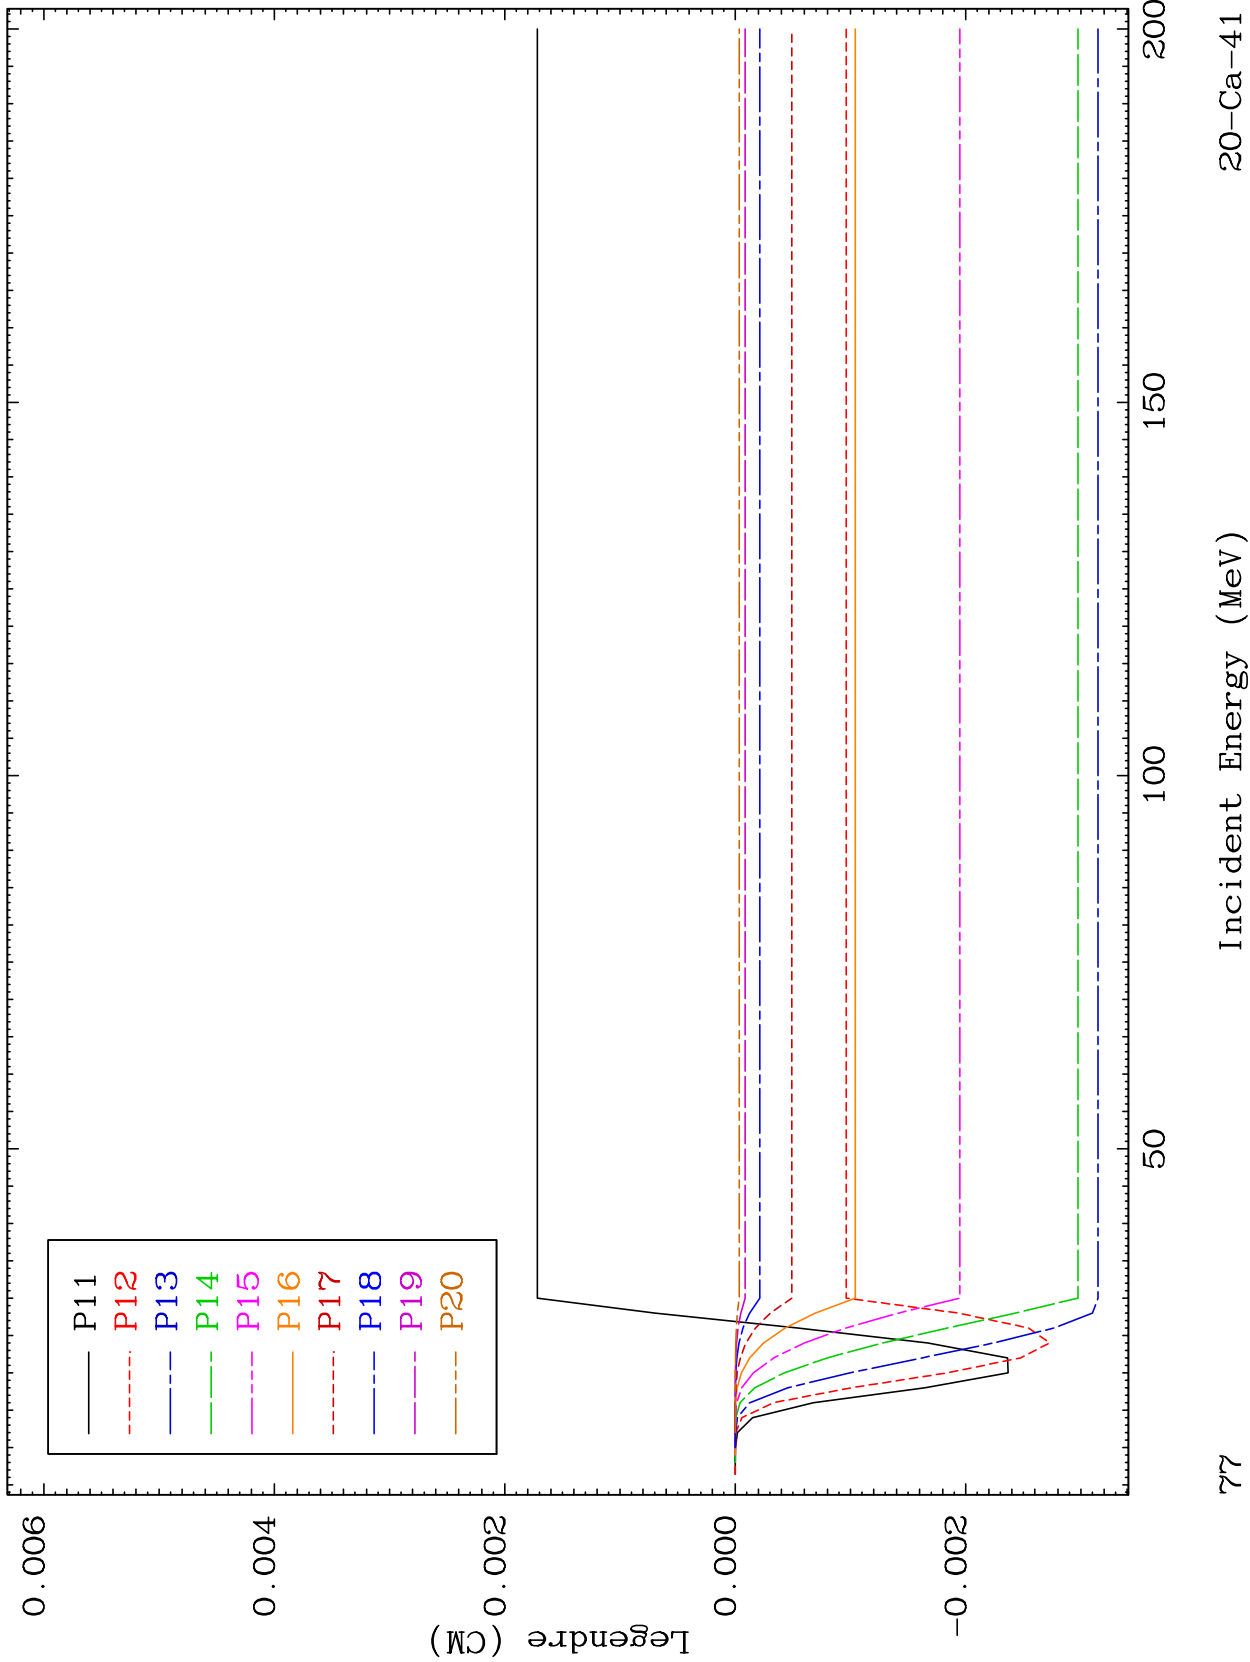 P11
P12
P13
P14
P15
P16
P17
P18
P19
P20
0.006
0.004
0.002
0.000
-0.002
Legendre (CM)
50
100
150
200
Incident Energy (MeV)
77
20-Ca-41